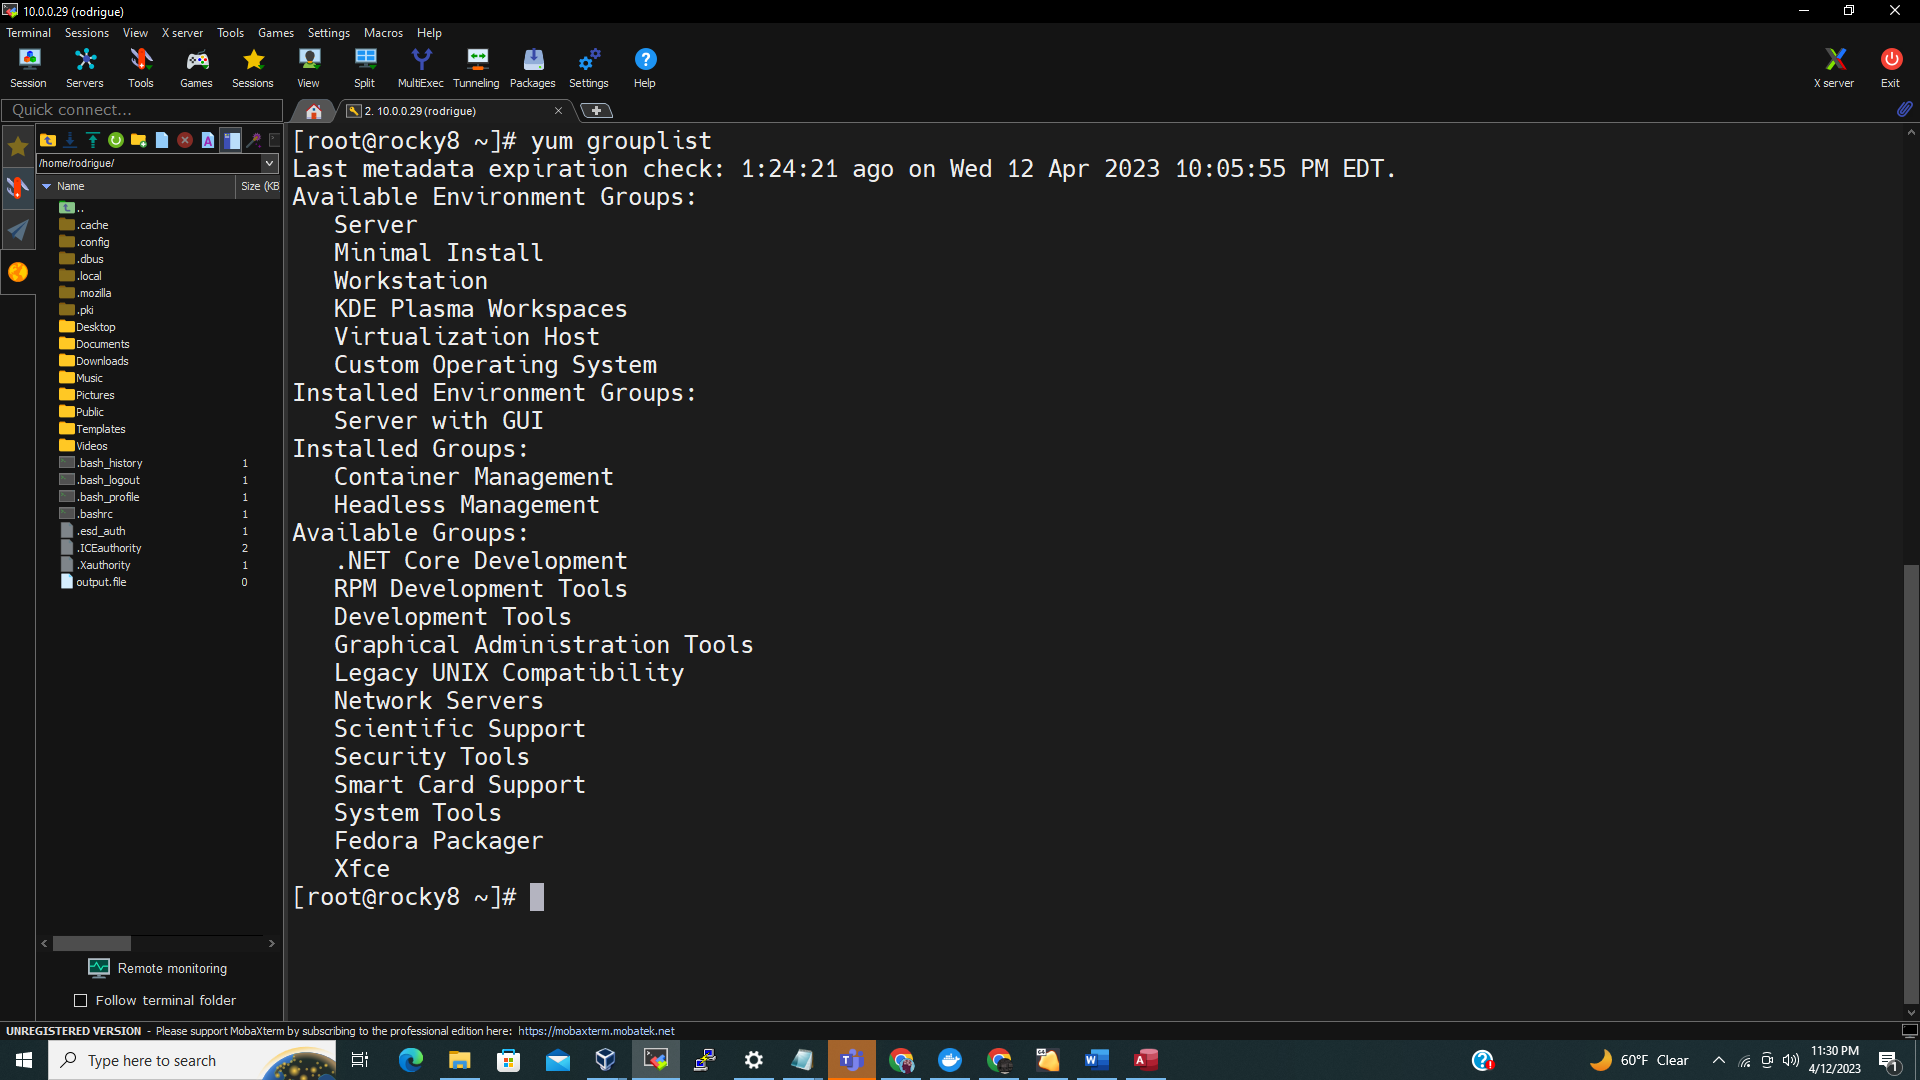 10.0.0.29 (rodrigue)
Terminal Sessions View X server Tools Games Settings Macros Help
Session Servers Tools Games Sessions View Split MultiExec Tunneling Packages Settings Help X server Exit
Quick connect...
2. 10.0.0.29 (rodrigue)
/home/rodrigue/
Name Size (KB
..
.cache
.config
.dbus
.local
.mozilla
.pki
Desktop
Documents
Downloads
Music
Pictures
Public
Templates
Videos
.bash_history 1
.bash_logout 1
.bash_profile 1
.bashrc 1
.esd_auth 1
.ICEauthority 2
.Xauthority 1
output.file 0
Remote monitoring
Follow terminal folder
[root@rocky8 ~]# yum grouplist
Last metadata expiration check: 1:24:21 ago on Wed 12 Apr 2023 10:05:55 PM EDT.
Available Environment Groups:
Server
Minimal Install
Workstation
KDE Plasma Workspaces
Virtualization Host
Custom Operating System
Installed Environment Groups:
Server with GUI
Installed Groups:
Container Management
Headless Management
Available Groups:
.NET Core Development
RPM Development Tools
Development Tools
Graphical Administration Tools
Legacy UNIX Compatibility
Network Servers
Scientific Support
Security Tools
Smart Card Support
System Tools
Fedora Packager
Xfce
[root@rocky8 ~]#
UNREGISTERED VERSION - Please support MobaXterm by subscribing to the professional edition here: https://mobaxterm.mobatek.net
Type here to search
60°F Clear
11:30 PM
4/12/2023
1